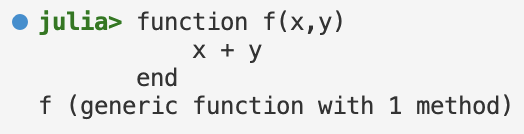 julia> function f(x,y)
           x + y
       end
f (generic function with 1 method)